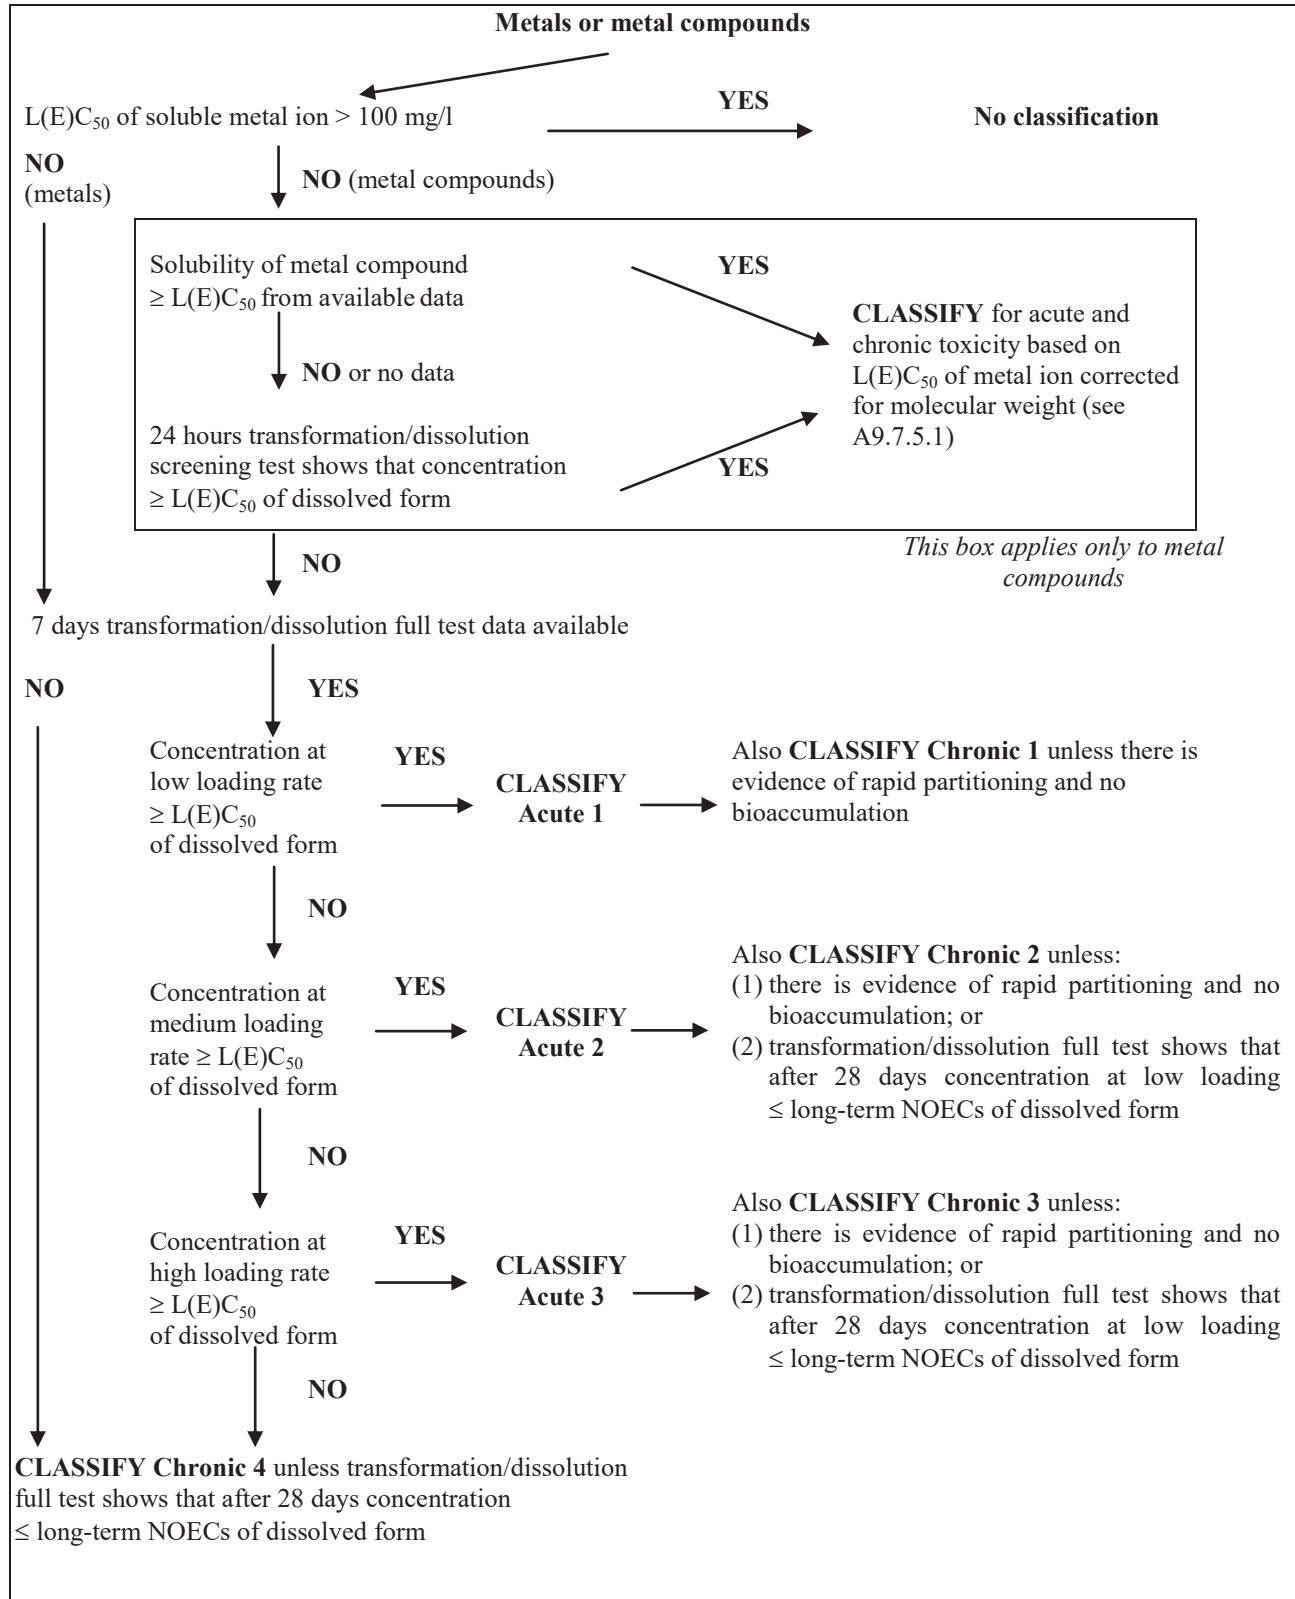 Metals or metal compounds
L(E)C₅₀ of soluble metal ion > 100 mg/l
YES
No classification
NO
(metals)
NO (metal compounds)
Solubility of metal compound
≥ L(E)C₅₀ from available data
YES
NO or no data
CLASSIFY for acute and
chronic toxicity based on
L(E)C₅₀ of metal ion corrected
for molecular weight (see
A9.7.5.1)
24 hours transformation/dissolution
screening test shows that concentration
≥ L(E)C₅₀ of dissolved form
YES
This box applies only to metal
compounds
NO
7 days transformation/dissolution full test data available
NO
YES
Concentration at
low loading rate
≥ L(E)C₅₀
of dissolved form
YES
CLASSIFY
Acute 1
Also CLASSIFY Chronic 1 unless there is
evidence of rapid partitioning and no
bioaccumulation
NO
Concentration at
medium loading
rate ≥ L(E)C₅₀
of dissolved form
YES
CLASSIFY
Acute 2
Also CLASSIFY Chronic 2 unless:
(1) there is evidence of rapid partitioning and no
bioaccumulation; or
(2) transformation/dissolution full test shows that
after 28 days concentration at low loading
≤ long-term NOECs of dissolved form
NO
Concentration at
high loading rate
≥ L(E)C₅₀
of dissolved form
YES
CLASSIFY
Acute 3
Also CLASSIFY Chronic 3 unless:
(1) there is evidence of rapid partitioning and no
bioaccumulation; or
(2) transformation/dissolution full test shows that
after 28 days concentration at low loading
≤ long-term NOECs of dissolved form
NO
CLASSIFY Chronic 4 unless transformation/dissolution
full test shows that after 28 days concentration
≤ long-term NOECs of dissolved form